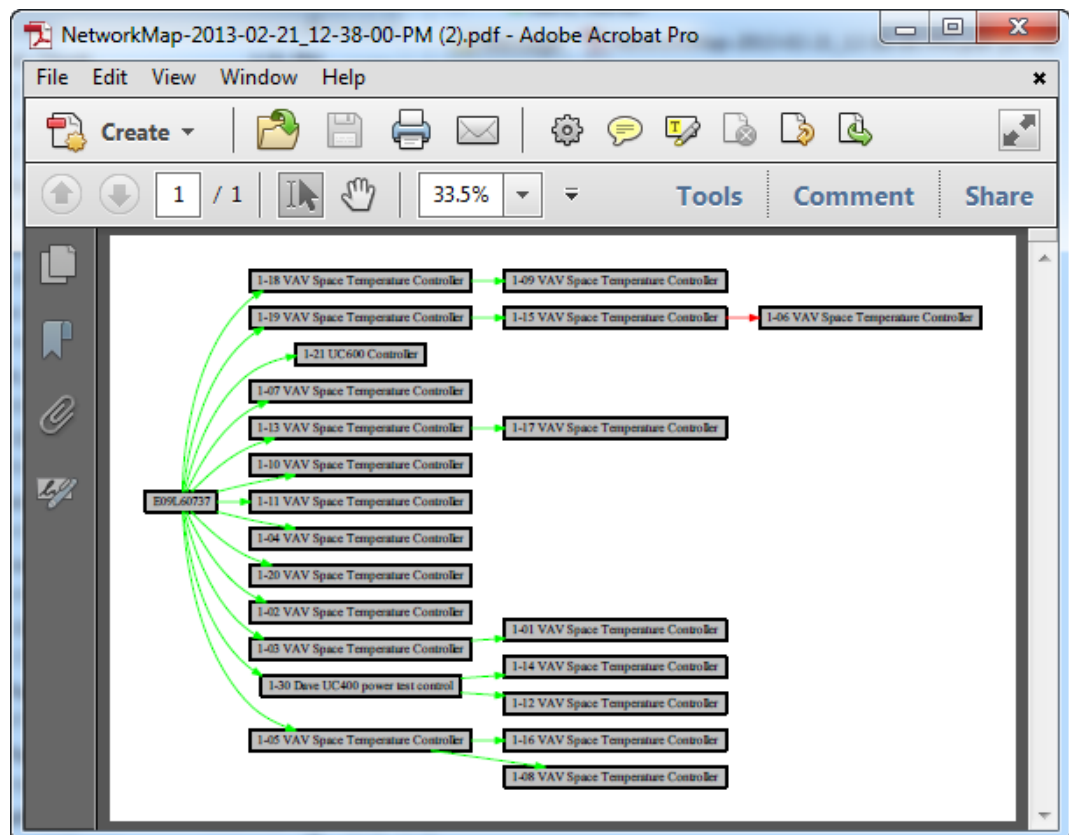 NetworkMap-2013-02-21_12-38-00-PM (2).pdf - Adobe Acrobat Pro
File Edit View Window Help
Create
1 / 1 33.5% Tools Comment Share
1-18 VAV Space Temperature Controller 1-09 VAV Space Temperature Controller
1-19 VAV Space Temperature Controller 1-15 VAV Space Temperature Controller 1-06 VAV Space Temperature Controller
1-21 UC600 Controller
1-07 VAV Space Temperature Controller
1-13 VAV Space Temperature Controller 1-17 VAV Space Temperature Controller
1-10 VAV Space Temperature Controller
E09L60737 1-11 VAV Space Temperature Controller
1-04 VAV Space Temperature Controller
1-20 VAV Space Temperature Controller
1-02 VAV Space Temperature Controller
1-01 VAV Space Temperature Controller
1-03 VAV Space Temperature Controller
1-14 VAV Space Temperature Controller
1-30 Dave UC400 power test control
1-12 VAV Space Temperature Controller
1-05 VAV Space Temperature Controller 1-16 VAV Space Temperature Controller
1-08 VAV Space Temperature Controller